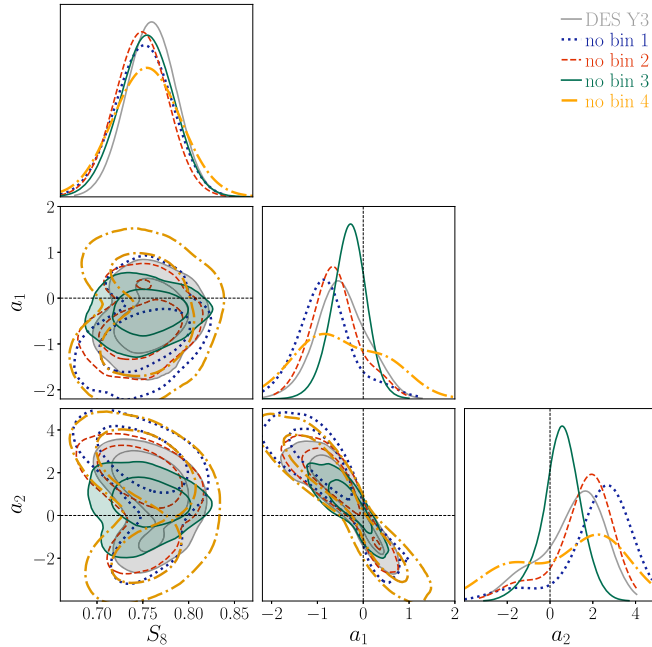 DES Y3
no bin 1
no bin 2
no bin 3
no bin 4
2
1
0
−1
−2
a₁
4
2
0
−2
a₂
0.70 0.75 0.80 0.85
S₈
−2 −1 0 1 2
a₁
−2 0 2 4
a₂